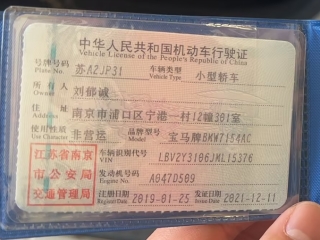 中华人民共和国机动车行驶证
Vehicle License of the People's Republic of China
号牌号码 苏A2JP31 车辆类型 小型轿车
Plate No. Vehicle Type
所有人 刘郁诚
Owner
住址 南京市浦口区宁港一村12幢301室
Address
使用性质 非营运 品牌型号 宝马牌BMW7154AC
Use Character Model
江苏省南京市公安局交通管理局
车辆识别代号 LBV2Y3106JML15376
VIN
发动机号码 A047D509
Engine No.
注册日期 2019-01-25 发证日期 2021-12-11
Register Date Issue Date